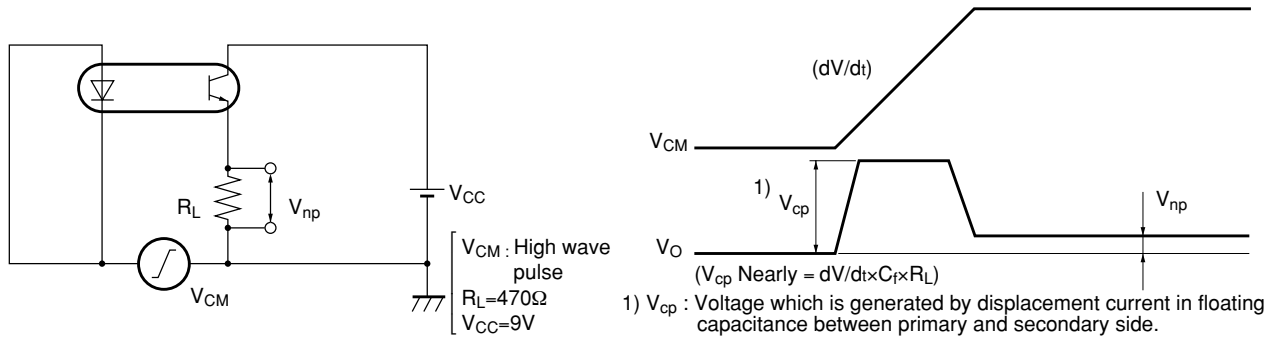 R_L
V_np
V_CC
V_CM
V_CM : High wave
pulse
R_L=470Ω
V_CC=9V
(dV/dt)
V_CM
1) V_cp
V_np
V_O
(V_cp Nearly = dV/dt×C_f×R_L)
1) V_cp : Voltage which is generated by displacement current in floating
capacitance between primary and secondary side.